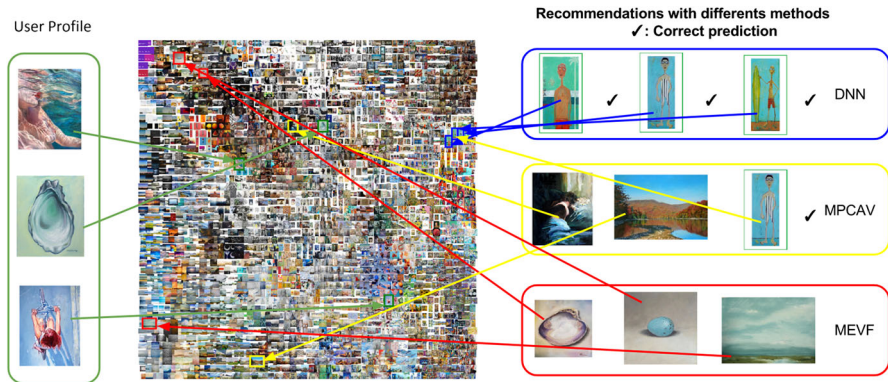 User Profile
Recommendations with differents methods
✓: Correct prediction
✓ ✓ ✓ DNN
✓ MPCAV
MEVF